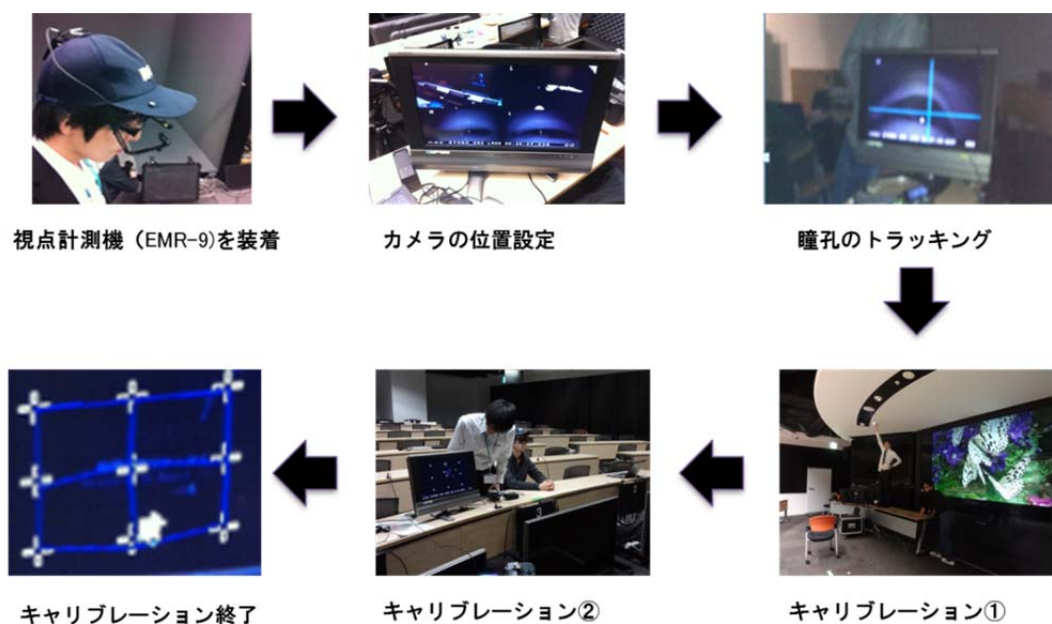 視点計測機（EMR-9)を装着
カメラの位置設定
瞳孔のトラッキング
キャリブレーション①
キャリブレーション②
キャリブレーション終了